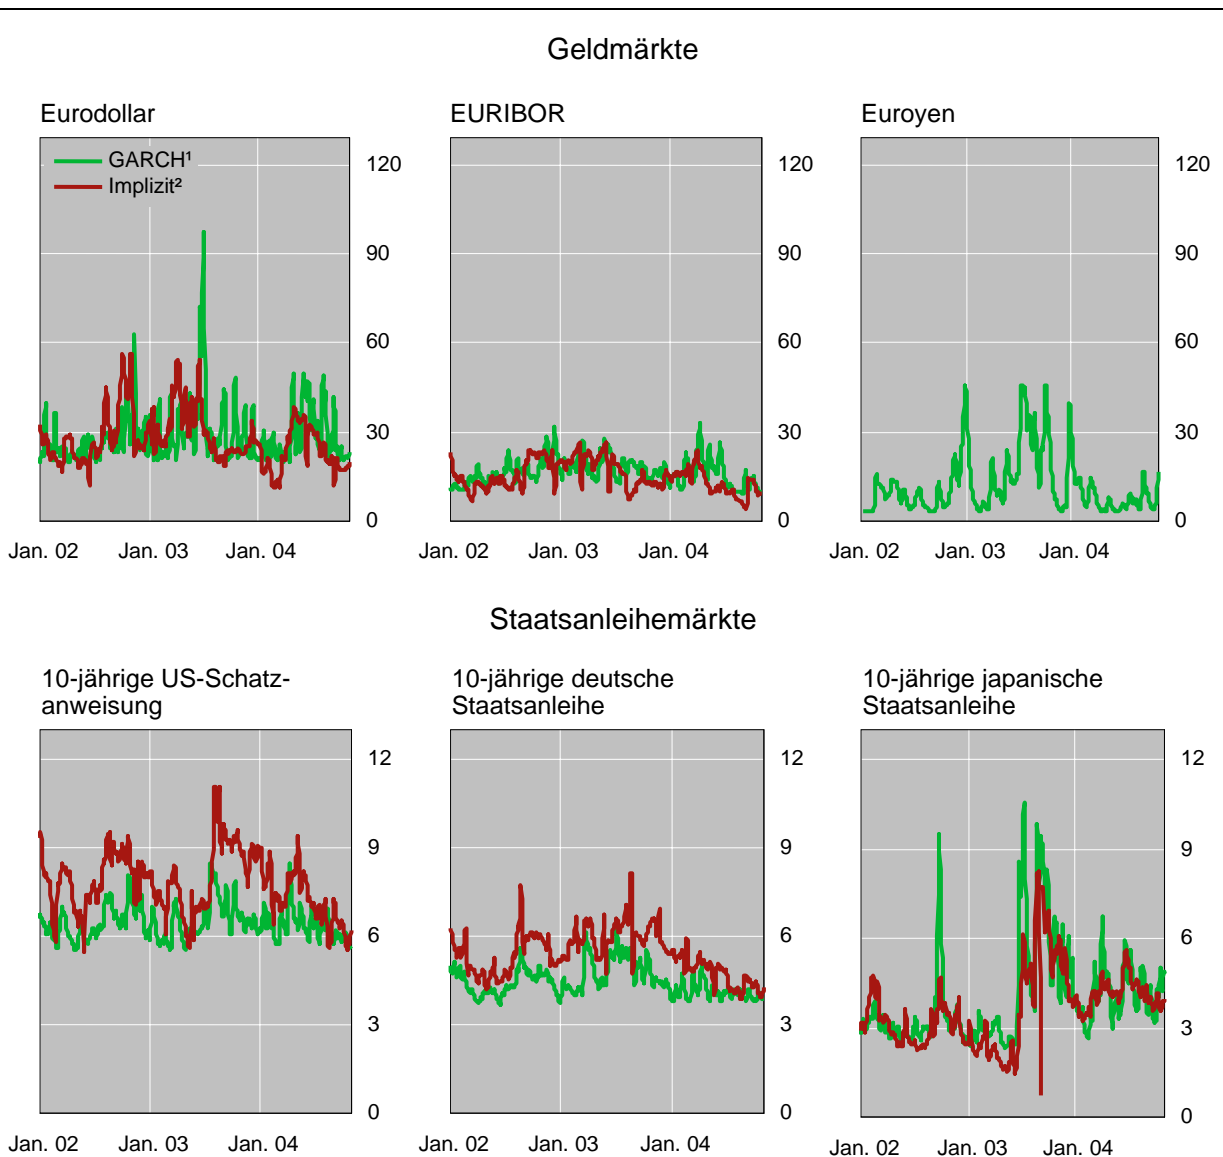 Geldmärkte
Eurodollar
EURIBOR
Euroyen
GARCH¹
Implizit²
120
90
60
30
0
120
90
60
30
0
120
90
60
30
0
Jan. 02 Jan. 03 Jan. 04
Jan. 02 Jan. 03 Jan. 04
Jan. 02 Jan. 03 Jan. 04
Staatsanleihemärkte
10-jährige US-Schatz-
anweisung
10-jährige deutsche
Staatsanleihe
10-jährige japanische
Staatsanleihe
12
9
6
3
0
12
9
6
3
0
12
9
6
3
0
Jan. 02 Jan. 03 Jan. 04
Jan. 02 Jan. 03 Jan. 04
Jan. 02 Jan. 03 Jan. 04